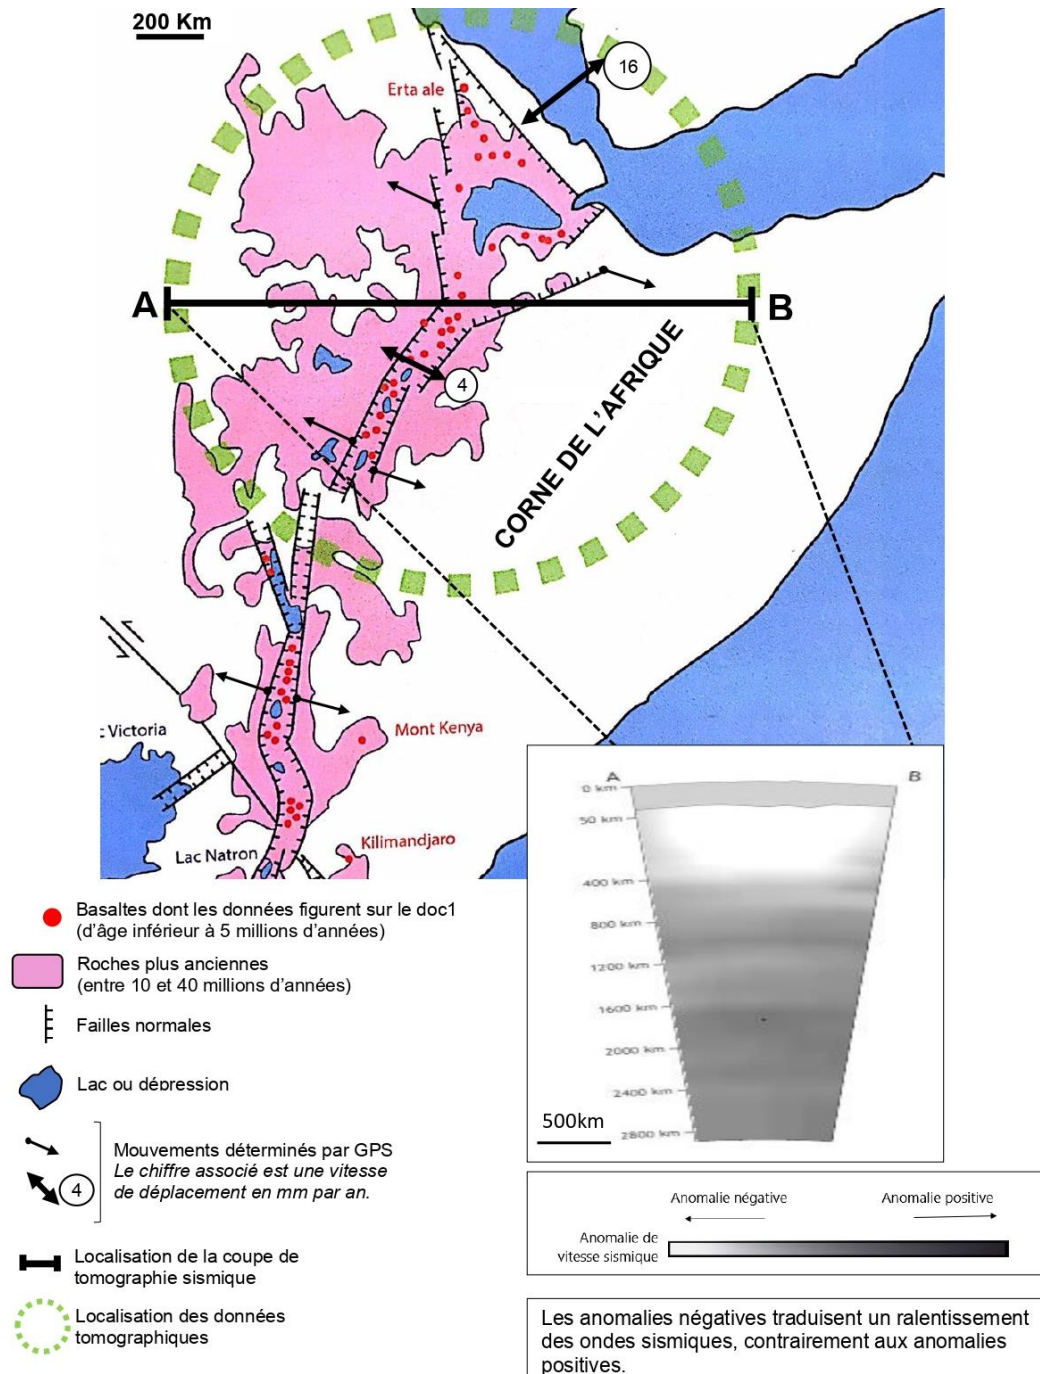 200 Km
Erta ale
16
A
B
4
CORNE DE L'AFRIQUE
Victoria
Mont Kenya
Lac Natron
Kilimandjaro
A
B
0 km
50 km
400 km
800 km
1200 km
1600 km
2000 km
2400 km
2800 km
500km
Basaltes dont les données figurent sur le doc1
(d'âge inférieur à 5 millions d'années)
Roches plus anciennes
(entre 10 et 40 millions d'années)
Failles normales
Lac ou dépression
Mouvements déterminés par GPS
Le chiffre associé est une vitesse
de déplacement en mm par an.
4
Localisation de la coupe de
tomographie sismique
Localisation des données
tomographiques
Anomalie négative
Anomalie positive
Anomalie de
vitesse sismique
Les anomalies négatives traduisent un ralentissement
des ondes sismiques, contrairement aux anomalies
positives.